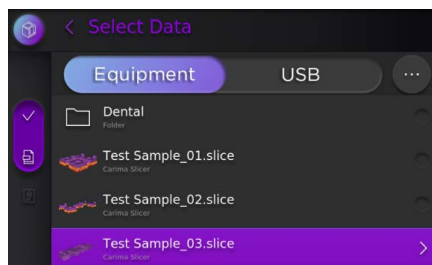 Select Data
Equipment
USB
...
Dental
Folder
Test Sample_01.slice
Carima Slicer
Test Sample_02.slice
Carima Slicer
Test Sample_03.slice
Carima Slicer